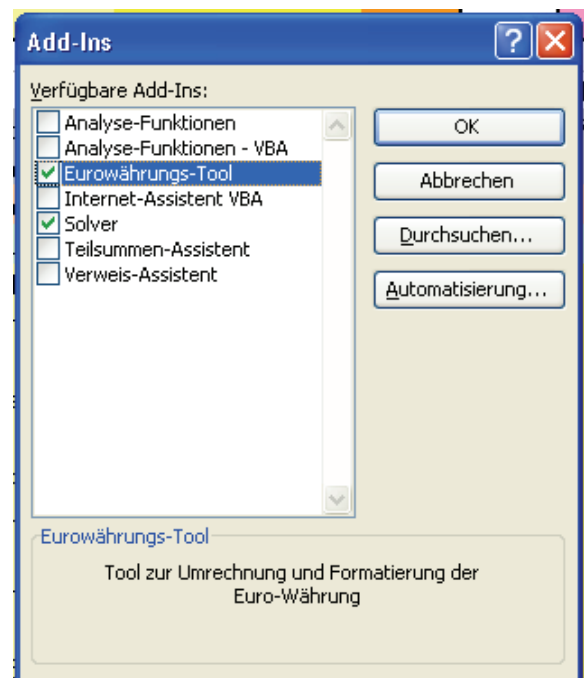 Add-Ins
Verfügbare Add-Ins:
Analyse-Funktionen
Analyse-Funktionen - VBA
Eurowährungs-Tool
Internet-Assistent VBA
Solver
Teilsummen-Assistent
Verweis-Assistent
OK
Abbrechen
Durchsuchen...
Automatisierung...
Eurowährungs-Tool
Tool zur Umrechnung und Formatierung der
Euro-Währung